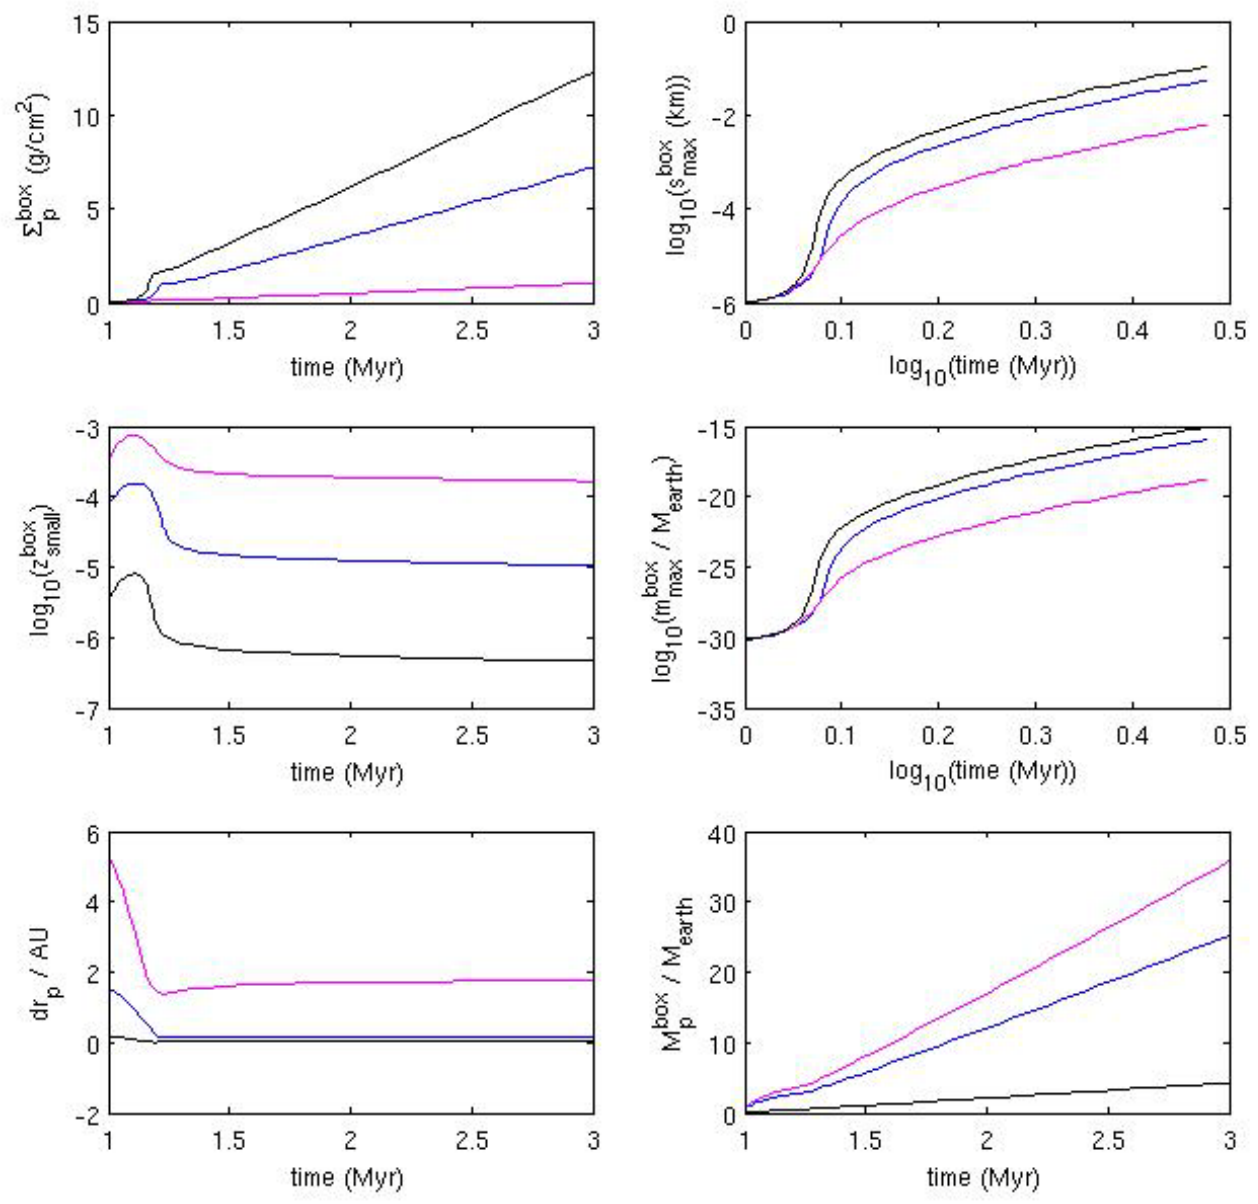 15
10
5
0
Σ_p^box (g/cm^2)
1 1.5 2 2.5 3
time (Myr)
0
-2
-4
-6
log_10(s_max^box (km))
0 0.1 0.2 0.3 0.4 0.5
log_10(time (Myr))
-3
-4
-5
-6
-7
log_10(z_small^box)
1 1.5 2 2.5 3
time (Myr)
-15
-20
-25
-30
-35
log_10(m_max^box / M_earth)
0 0.1 0.2 0.3 0.4 0.5
log_10(time (Myr))
6
4
2
0
-2
dr_p / AU
1 1.5 2 2.5 3
time (Myr)
40
30
20
10
0
M_p^box / M_earth
1 1.5 2 2.5 3
time (Myr)